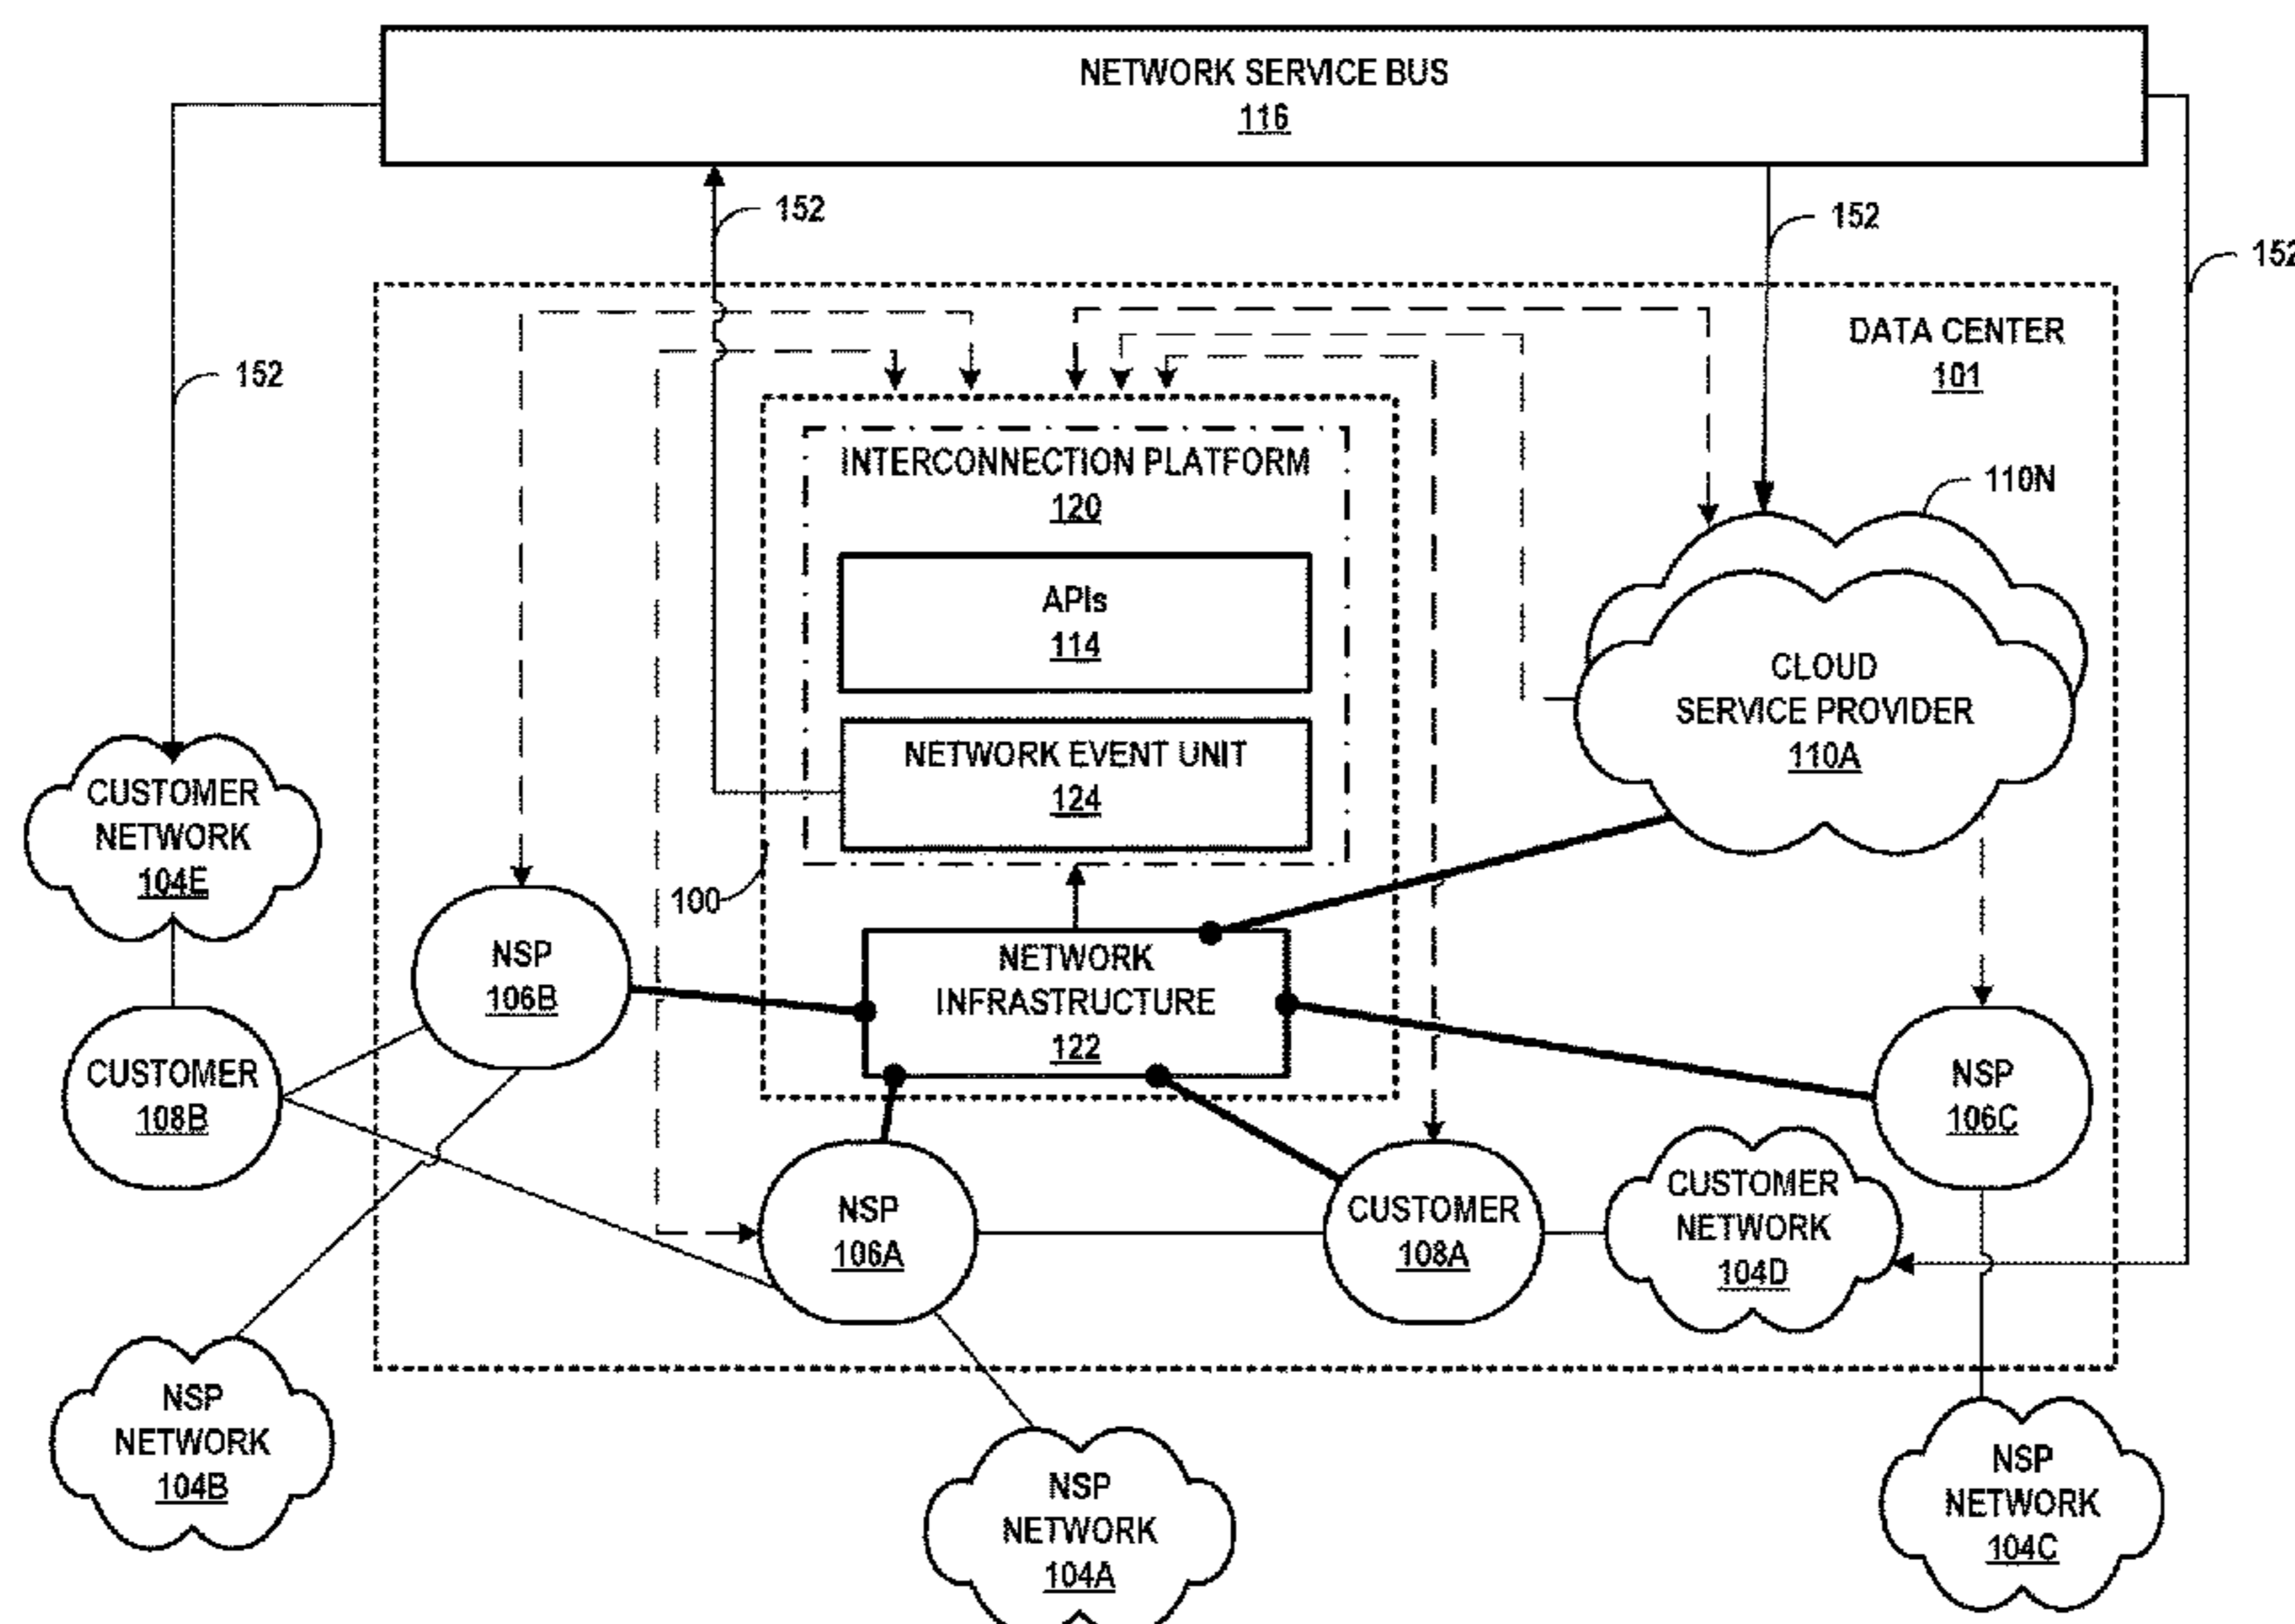 NETWORK SERVICE BUS
116
152
152
152
152
DATA CENTER
101
INTERCONNECTION PLATFORM
120
110N
APIs
114
CLOUD
SERVICE PROVIDER
110A
NETWORK EVENT UNIT
124
CUSTOMER
NETWORK
104E
100
NSP
106B
NETWORK
INFRASTRUCTURE
122
CUSTOMER
108B
NSP
106C
NSP
106A
CUSTOMER
108A
CUSTOMER
NETWORK
104D
NSP
NETWORK
104B
NSP
NETWORK
104A
NSP
NETWORK
104C